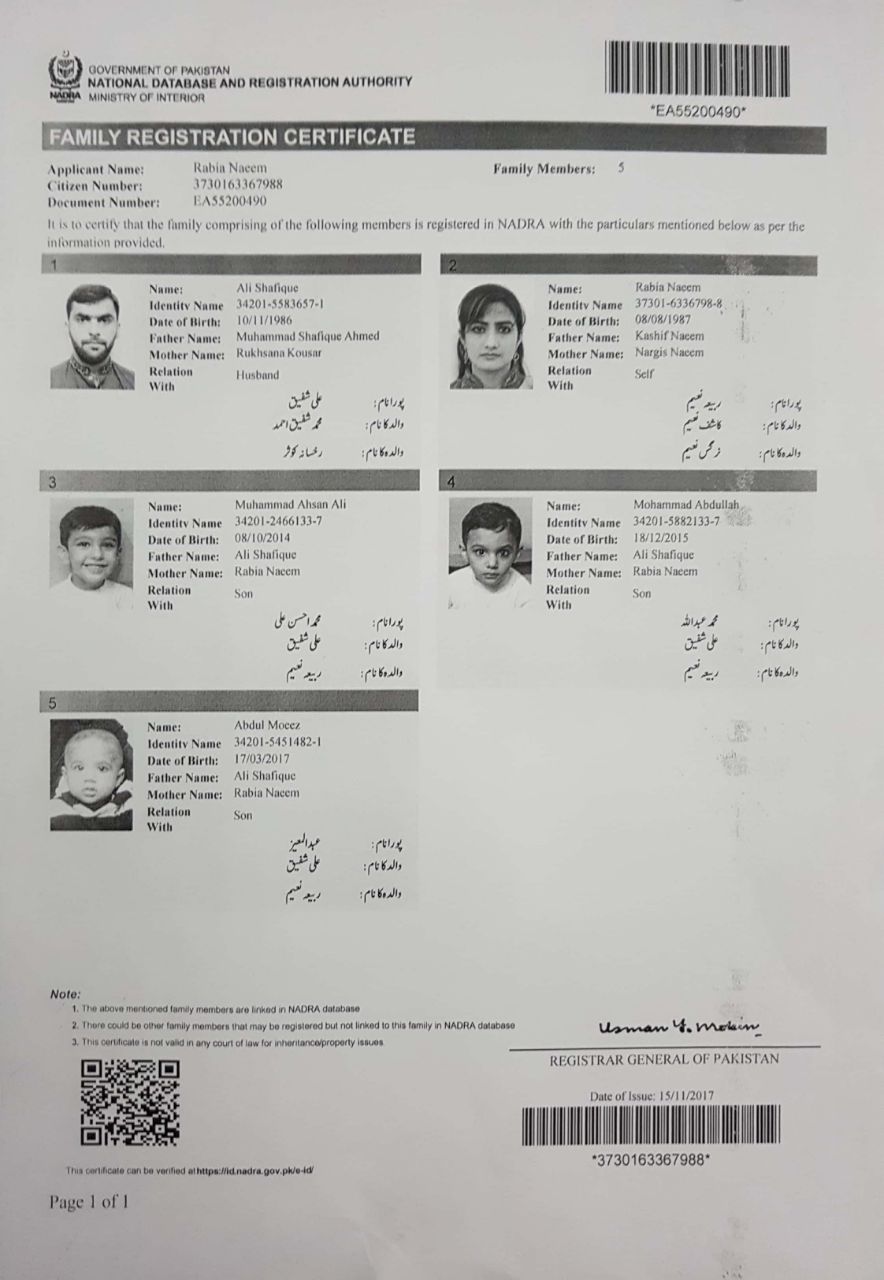 GOVERNMENT OF PAKISTAN
NATIONAL DATABASE AND REGISTRATION AUTHORITY
NADRA MINISTRY OF INTERIOR
*EA55200490*
FAMILY REGISTRATION CERTIFICATE
Applicant Name: Rabia Naeem
Family Members: 5
Citizen Number: 3730163367988
Document Number: EA55200490
It is to certify that the family comprising of the following members is registered in NADRA with the particulars mentioned below as per the
information provided.
1
Name: Ali Shafique
Identity Name 34201-5583657-1
Date of Birth: 10/11/1986
Father Name: Muhammad Shafique Ahmed
Mother Name: Rukhsana Kousar
Relation With Husband
پورا نام: علی شفیق
والد کا نام: محمد شفیق احمد
والدہ کا نام: رخسانہ کوثر
2
Name: Rabia Naeem
Identity Name 37301-6336798-8
Date of Birth: 08/08/1987
Father Name: Kashif Naeem
Mother Name: Nargis Naeem
Relation With Self
پورا نام: ربیعہ نعیم
والد کا نام: کاشف نعیم
والدہ کا نام: نرگس نعیم
3
Name: Muhammad Ahsan Ali
Identity Name 34201-2466133-7
Date of Birth: 08/10/2014
Father Name: Ali Shafique
Mother Name: Rabia Naeem
Relation With Son
پورا نام: محمد احسن علی
والد کا نام: علی شفیق
والدہ کا نام: ربیعہ نعیم
4
Name: Mohammad Abdullah
Identity Name 34201-5882133-7
Date of Birth: 18/12/2015
Father Name: Ali Shafique
Mother Name: Rabia Naeem
Relation With Son
پورا نام: محمد عبداللہ
والد کا نام: علی شفیق
والدہ کا نام: ربیعہ نعیم
5
Name: Abdul Moeez
Identity Name 34201-5451482-1
Date of Birth: 17/03/2017
Father Name: Ali Shafique
Mother Name: Rabia Naeem
Relation With Son
پورا نام: عبدالمعیز
والد کا نام: علی شفیق
والدہ کا نام: ربیعہ نعیم
Note:
1. The above mentioned family members are linked in NADRA database
2. There could be other family members that may be registered but not linked to this family in NADRA database
3. This certificate is not valid in any court of law for inheritance/property issues.
Usman Y. Mobin
REGISTRAR GENERAL OF PAKISTAN
Date of Issue: 15/11/2017
*3730163367988*
This certificate can be verified at https://id.nadra.gov.pk/e-id/
Page 1 of 1